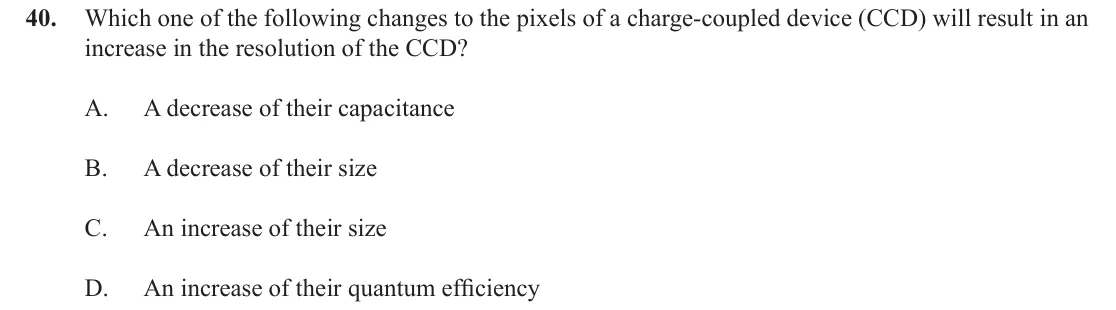 40. Which one of the following changes to the pixels of a charge-coupled device (CCD) will result in an
increase in the resolution of the CCD?
A. A decrease of their capacitance
B. A decrease of their size
C. An increase of their size
D. An increase of their quantum efficiency